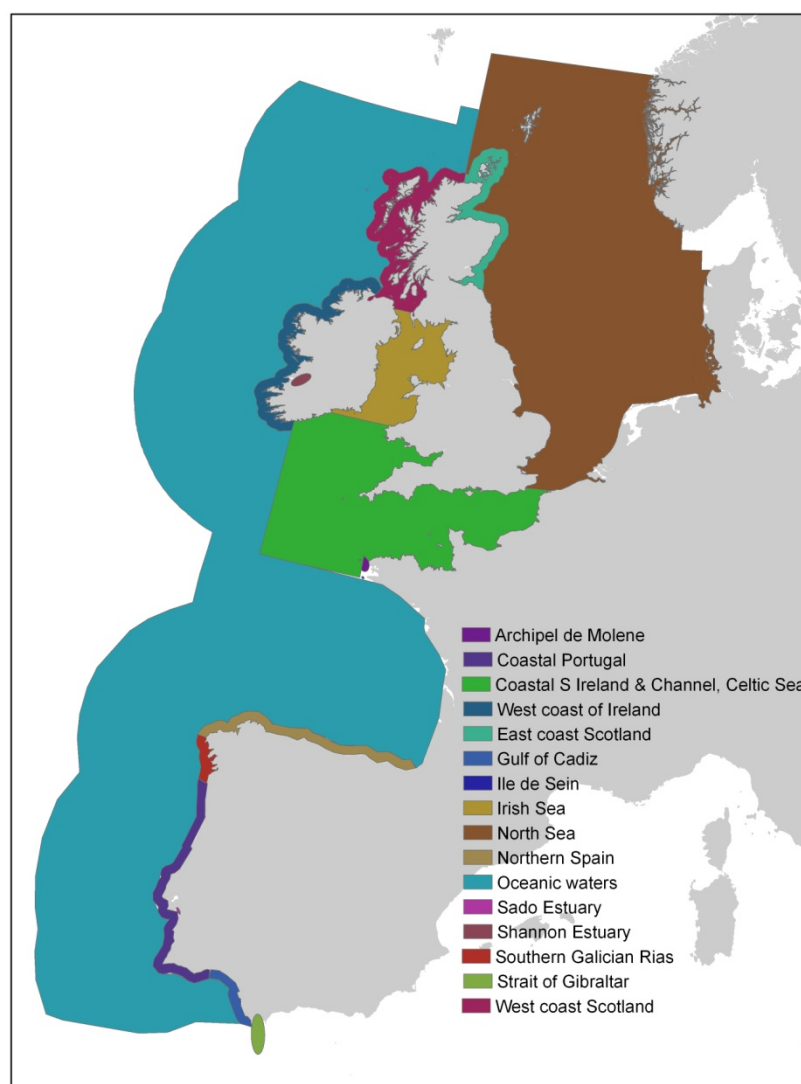 Archipel de Molene
Coastal Portugal
Coastal S Ireland & Channel, Celtic Sea
West coast of Ireland
East coast Scotland
Gulf of Cadiz
Ile de Sein
Irish Sea
North Sea
Northern Spain
Oceanic waters
Sado Estuary
Shannon Estuary
Southern Galician Rias
Strait of Gibraltar
West coast Scotland